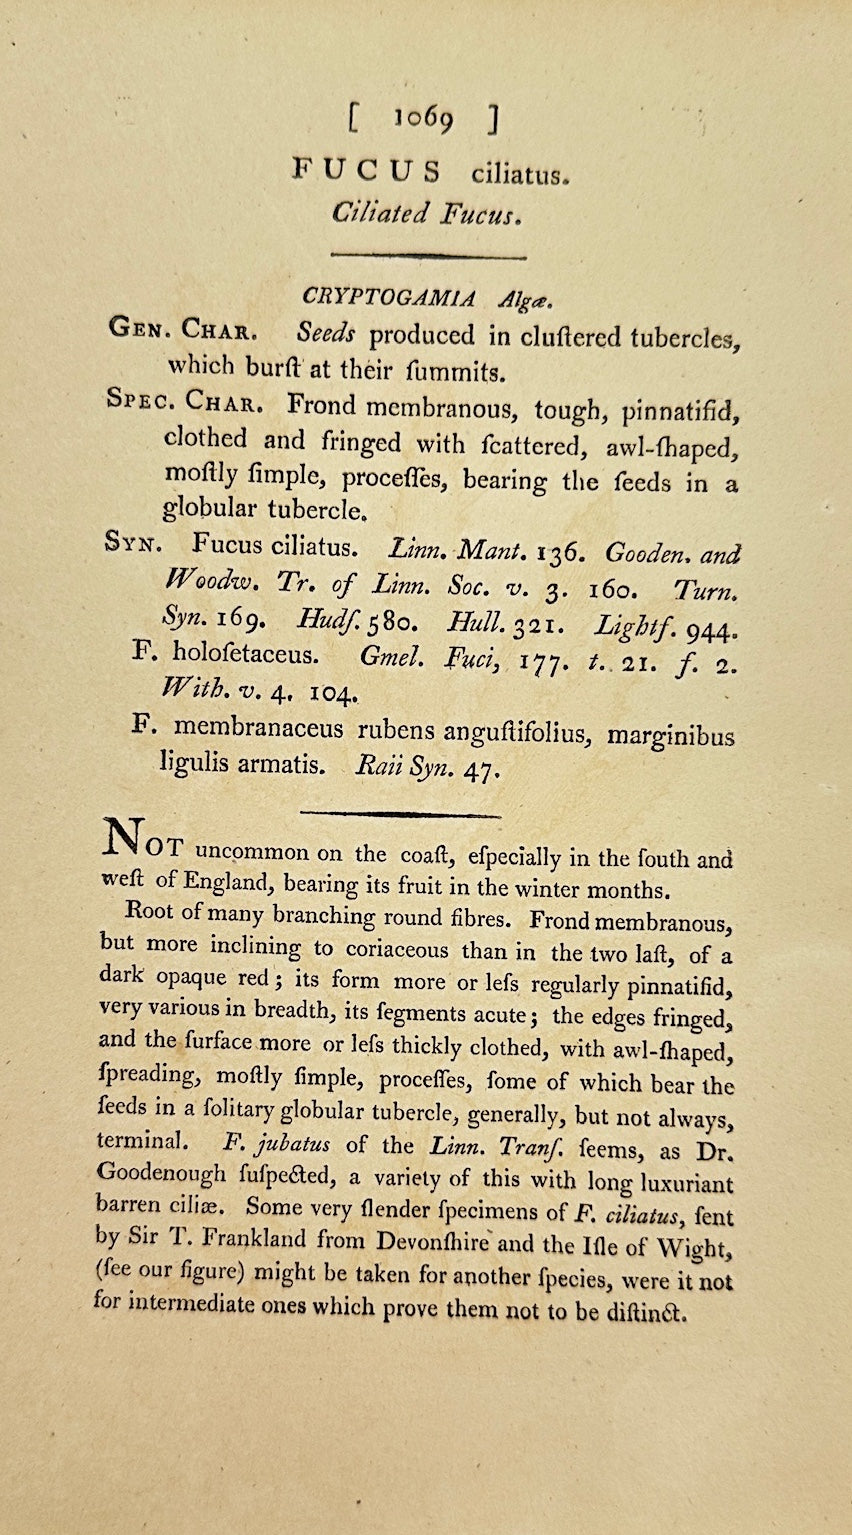 [ 1069 ]
FUCUS ciliatus.
Ciliated Fucus.
CRYPTOGAMIA Algæ.
GEN. CHAR. Seeds produced in cluſtered tubercles,
which burſt at their ſummits.
SPEC. CHAR. Frond membranous, tough, pinnatifid,
clothed and fringed with ſcattered, awl-ſhaped,
moſtly ſimple, proceſſes, bearing the ſeeds in a
globular tubercle.
SYN. Fucus ciliatus. Linn. Mant. 136. Gooden. and
Woodw. Tr. of Linn. Soc. v. 3. 160. Turn.
Syn. 169. Hudſ. 580. Hull. 321. Lightf. 944.
F. holoſetaceus. Gmel. Fuci, 177. t. 21. f. 2.
With. v. 4. 104.
F. membranaceus rubens anguſtifolius, marginibus
ligulis armatis. Raii Syn. 47.
NOT uncommon on the coaſt, eſpecially in the ſouth and
weſt of England, bearing its fruit in the winter months.
Root of many branching round fibres. Frond membranous,
but more inclining to coriaceous than in the two laſt, of a
dark opaque red; its form more or leſs regularly pinnatifid,
very various in breadth, its ſegments acute; the edges fringed,
and the ſurface more or leſs thickly clothed, with awl-ſhaped,
ſpreading, moſtly ſimple, proceſſes, ſome of which bear the
ſeeds in a ſolitary globular tubercle, generally, but not always,
terminal. F. jubatus of the Linn. Tranſ. ſeems, as Dr.
Goodenough ſuſpected, a variety of this with long luxuriant
barren ciliæ. Some very ſlender ſpecimens of F. ciliatus, ſent
by Sir T. Frankland from Devonſhire and the Iſle of Wight,
(ſee our figure) might be taken for another ſpecies, were it not
for intermediate ones which prove them not to be diſtinct.